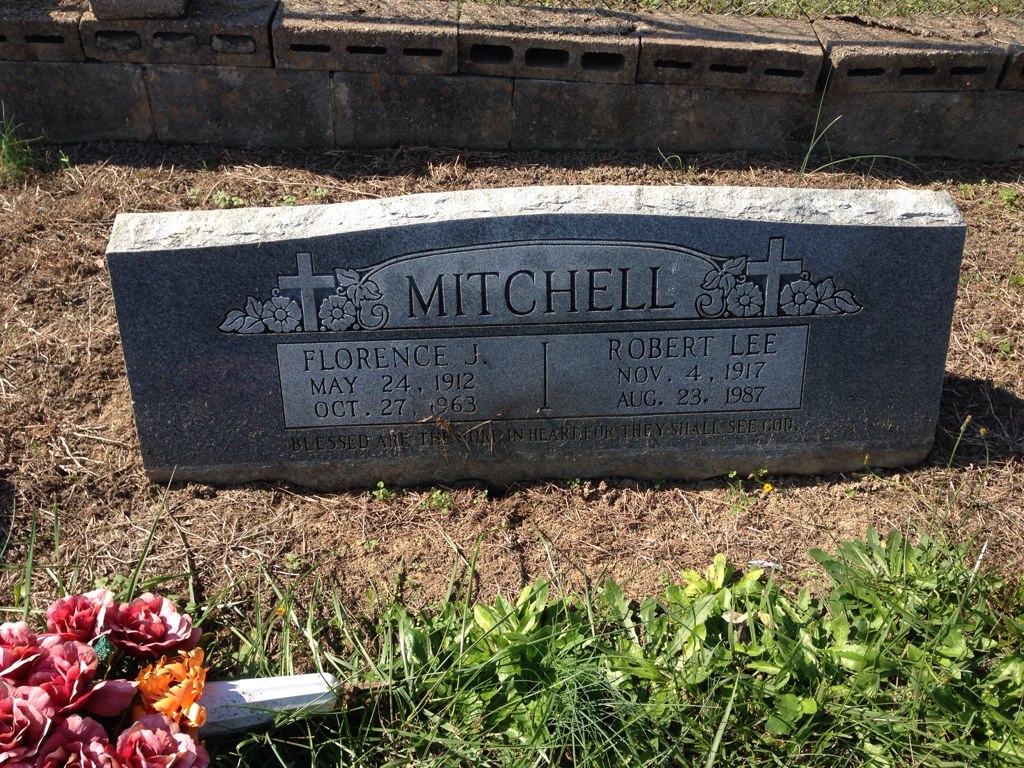 MITCHELL
FLORENCE J.
MAY 24, 1912
OCT. 27, 1963
ROBERT LEE
NOV. 4, 1917
AUG. 23, 1987
BLESSED ARE THE PURE IN HEART, FOR THEY SHALL SEE GOD.